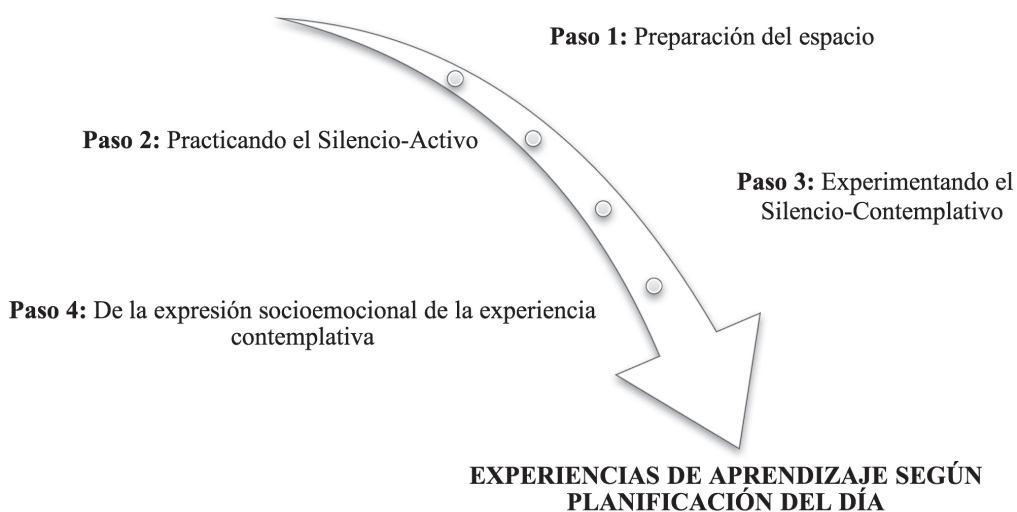 Paso 1: Preparación del espacio
Paso 2: Practicando el Silencio-Activo
Paso 3: Experimentando el
Silencio-Contemplativo
Paso 4: De la expresión socioemocional de la experiencia
contemplativa
EXPERIENCIAS DE APRENDIZAJE SEGÚN
PLANIFICACIÓN DEL DÍA